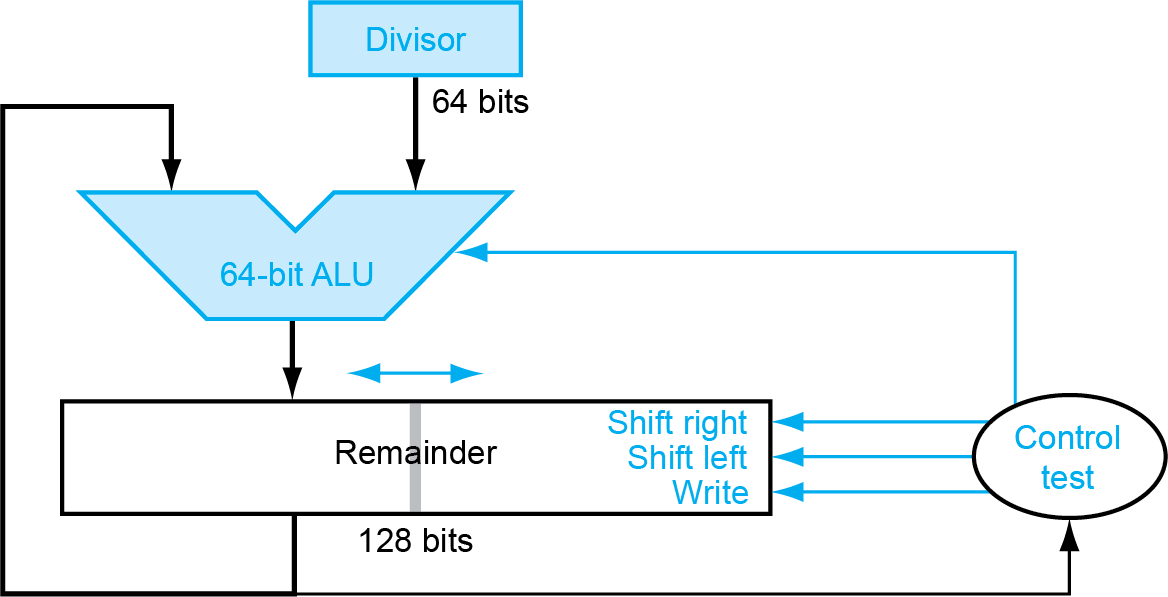 Divisor
64 bits
64-bit ALU
Shift right
Remainder
Shift left
Write
Control
test
128 bits